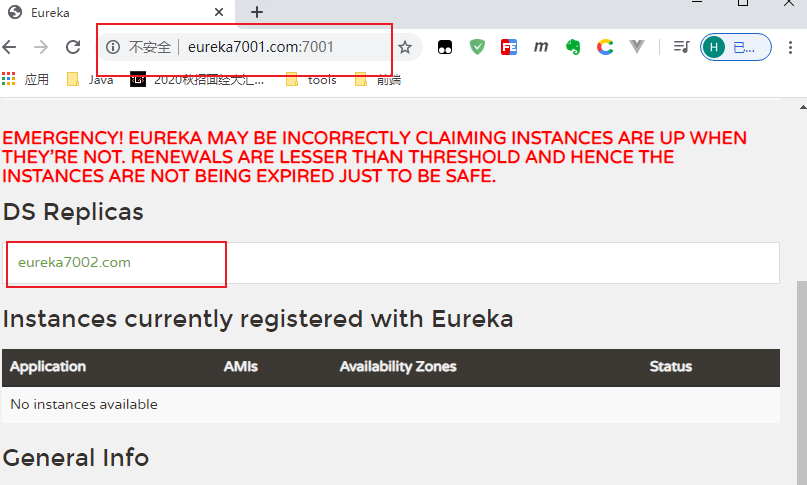 Eureka
不安全 eureka7001.com:7001
H 已...
应用 Java 2020秋招面经大汇... tools 前端
EMERGENCY! EUREKA MAY BE INCORRECTLY CLAIMING INSTANCES ARE UP WHEN
THEY'RE NOT. RENEWALS ARE LESSER THAN THRESHOLD AND HENCE THE
INSTANCES ARE NOT BEING EXPIRED JUST TO BE SAFE.
DS Replicas
eureka7002.com
Instances currently registered with Eureka
Application AMIs Availability Zones Status
No instances available
General Info